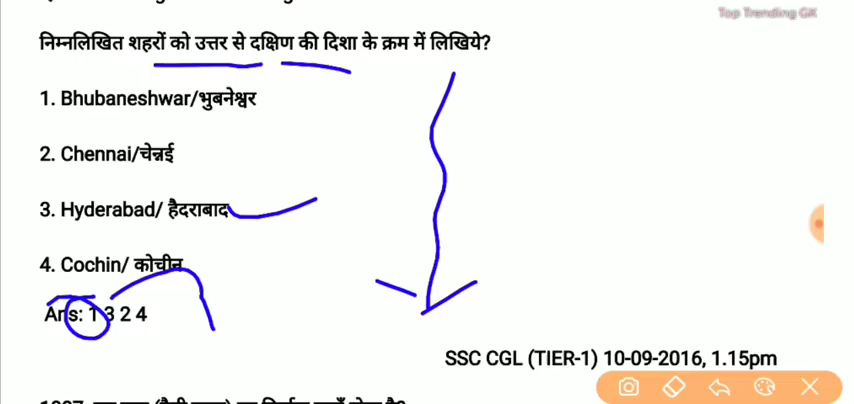 Top Trending GK
निम्नलिखित शहरों को उत्तर से दक्षिण की दिशा के क्रम में लिखिये?
1. Bhubaneshwar/भुबनेश्वर
2. Chennai/चेन्नई
3. Hyderabad/ हैदराबाद
4. Cochin/ कोचीन
Ans: 1 3 2 4
SSC CGL (TIER-1) 10-09-2016, 1.15pm